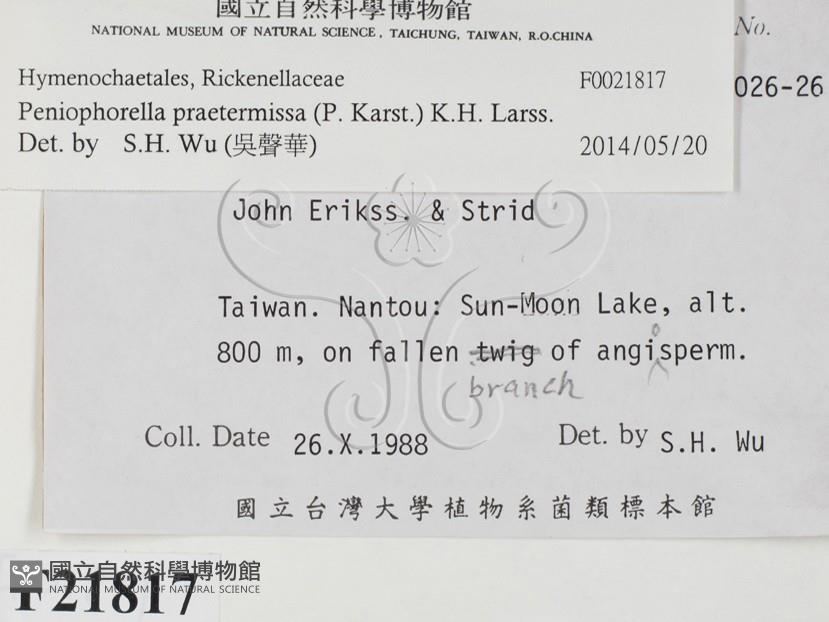 國立自然科學博物館
NATIONAL MUSEUM OF NATURAL SCIENCE, TAICHUNG, TAIWAN, R.O.CHINA
Hymenochaetales, Rickenellaceae F0021817
Peniophorella praetermissa (P. Karst.) K.H. Larss.
Det. by S.H. Wu (吳聲華) 2014/05/20
No.
026-26
John Erikss. & Strid
Taiwan. Nantou: Sun-Moon Lake, alt.
800 m, on fallen twig of angisperm.
o
branch
Coll. Date 26.X.1988 Det. by S.H. Wu
國立台灣大學植物系菌類標本館
國立自然科學博物館
NATIONAL MUSEUM OF NATURAL SCIENCE
F21817